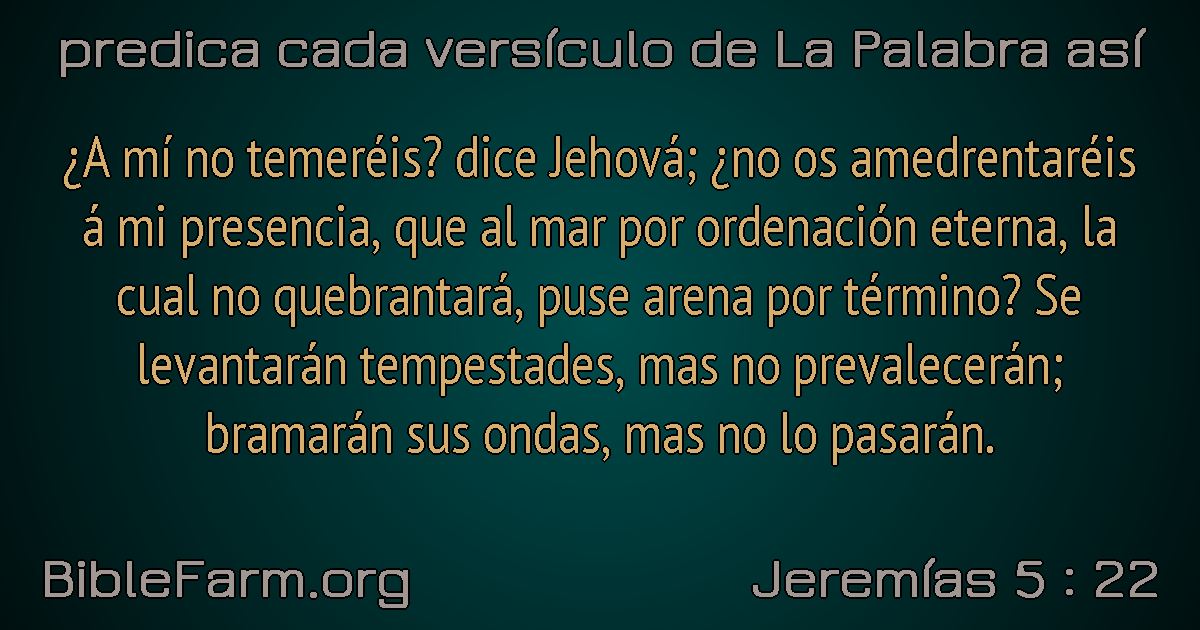 predica cada versículo de La Palabra así
¿A mí no temeréis? dice Jehová; ¿no os amedrentaréis
á mi presencia, que al mar por ordenación eterna, la
cual no quebrantará, puse arena por término? Se
levantarán tempestades, mas no prevalecerán;
bramarán sus ondas, mas no lo pasarán.
BibleFarm.org
Jeremías 5 : 22